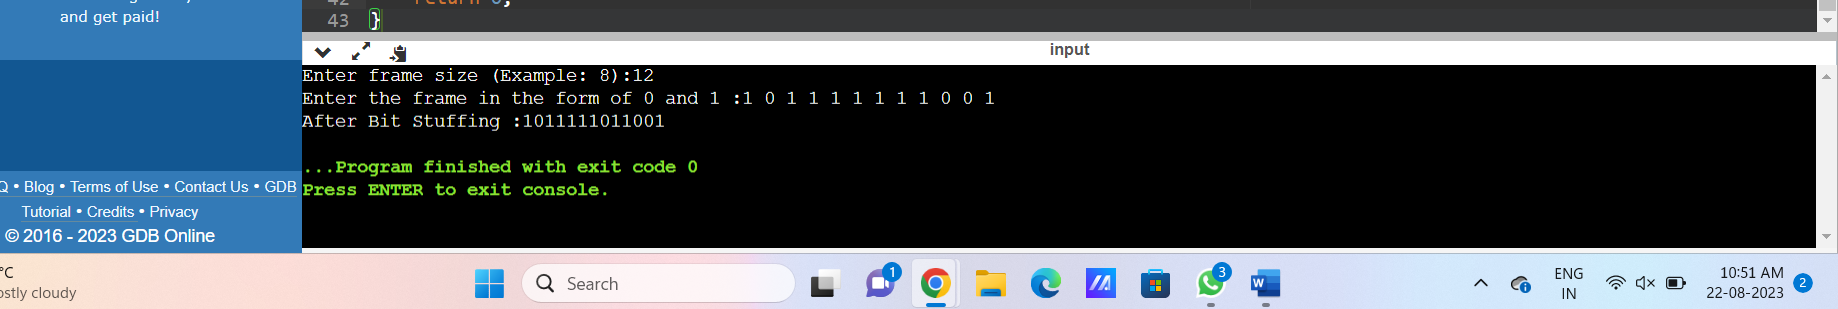 and get paid!
42 return 0;
43 }
input
Enter frame size (Example: 8):12
Enter the frame in the form of 0 and 1 :1 0 1 1 1 1 1 1 1 0 0 1
After Bit Stuffing :1011111011001
...Program finished with exit code 0
Press ENTER to exit console.
Q • Blog • Terms of Use • Contact Us • GDB
Tutorial • Credits • Privacy
© 2016 - 2023 GDB Online
°C
ostly cloudy
Search
1
3
W
ENG
IN
10:51 AM
22-08-2023
2